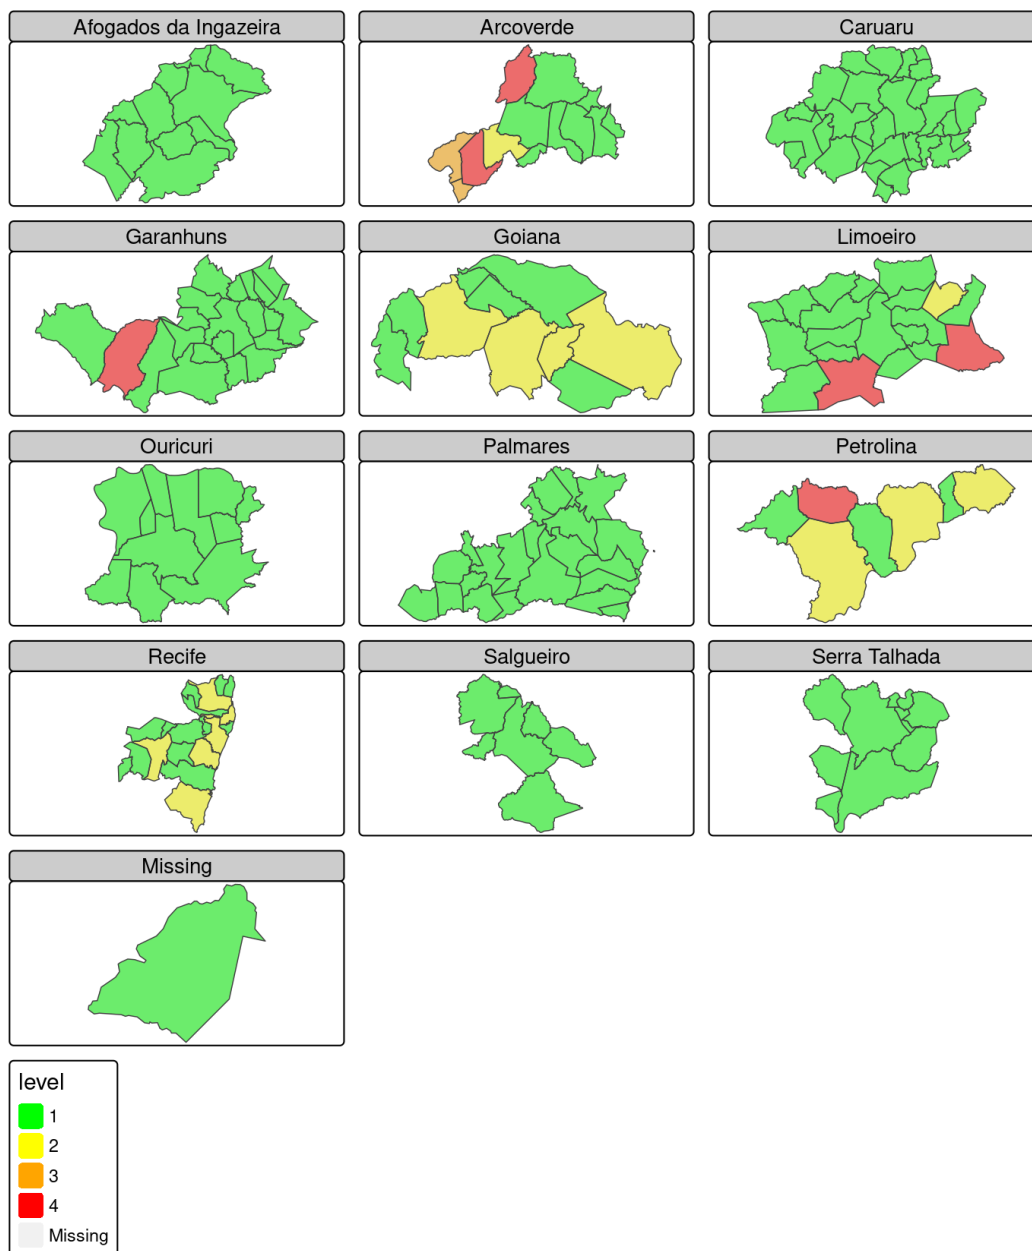 Afogados da Ingazeira
Arcoverde
Caruaru
Garanhuns
Goiana
Limoeiro
Ouricuri
Palmares
Petrolina
Recife
Salgueiro
Serra Talhada
Missing
level
1
2
3
4
Missing